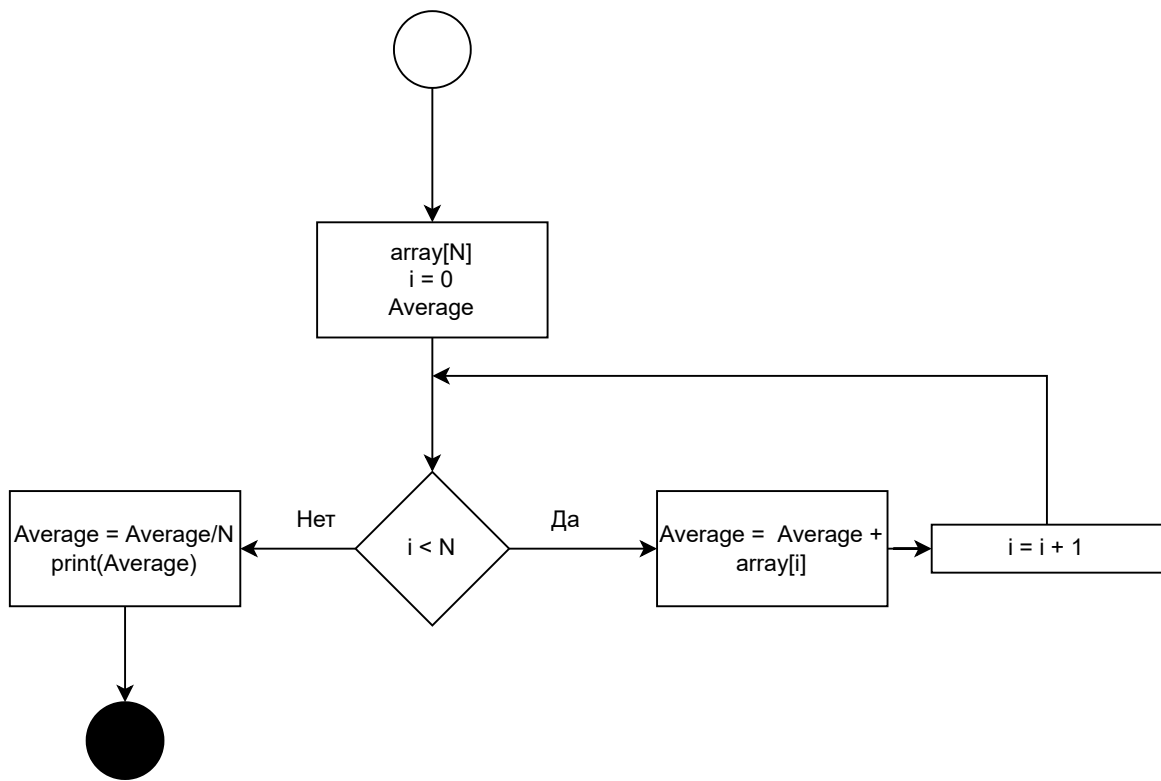 array[N]
i = 0
Average
Нет
Да
Average = Average/N
print(Average)
i < N
Average =  Average +
array[i]
i = i + 1